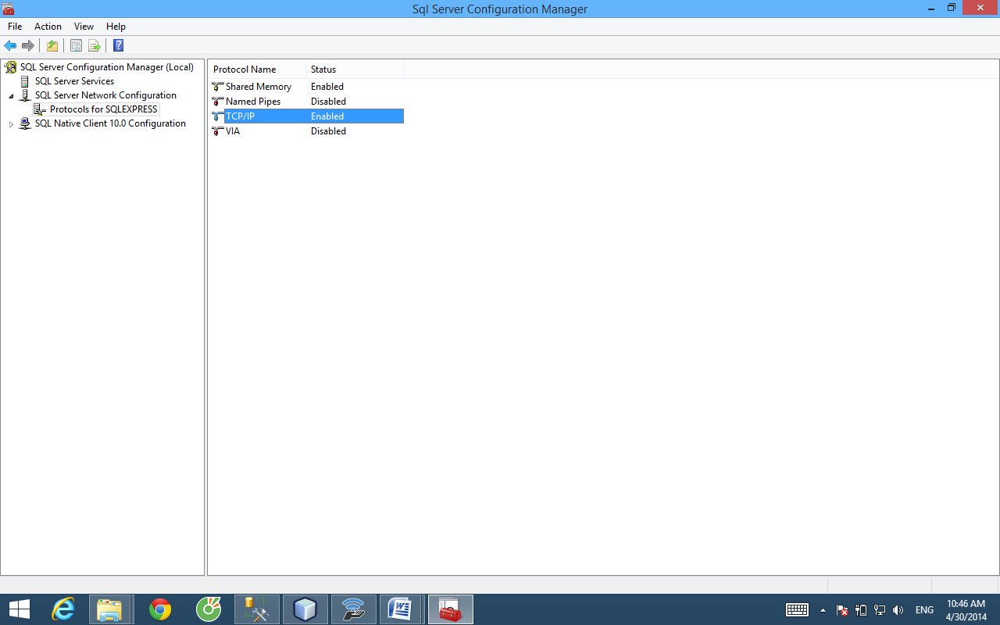 Sql Server Configuration Manager
File Action View Help
SQL Server Configuration Manager (Local)
SQL Server Services
SQL Server Network Configuration
Protocols for SQLEXPRESS
SQL Native Client 10.0 Configuration
Protocol Name Status
Shared Memory Enabled
Named Pipes Disabled
TCP/IP Enabled
VIA Disabled
ENG
10:46 AM
4/30/2014